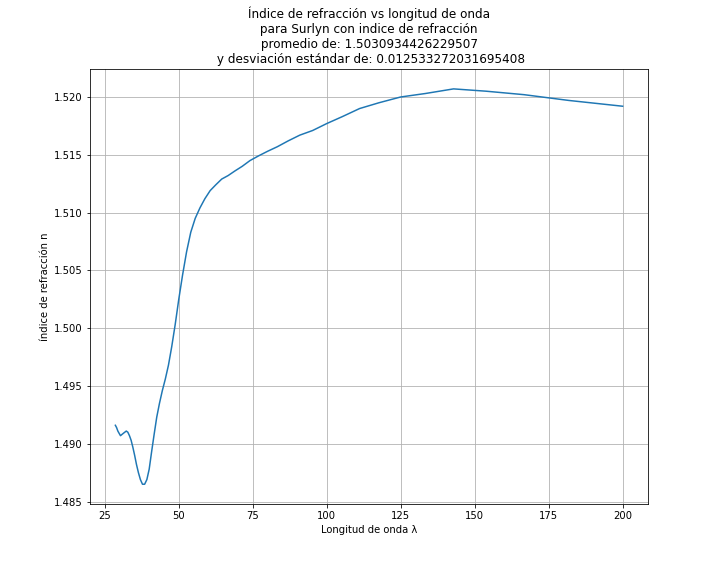 Índice de refracción vs longitud de onda
para Surlyn con indice de refracción
promedio de: 1.5030934426229507
y desviación estándar de: 0.012533272031695408
1.520
1.515
1.510
1.505
1.500
1.495
1.490
1.485
índice de refracción n
25 50 75 100 125 150 175 200
Longitud de onda λ